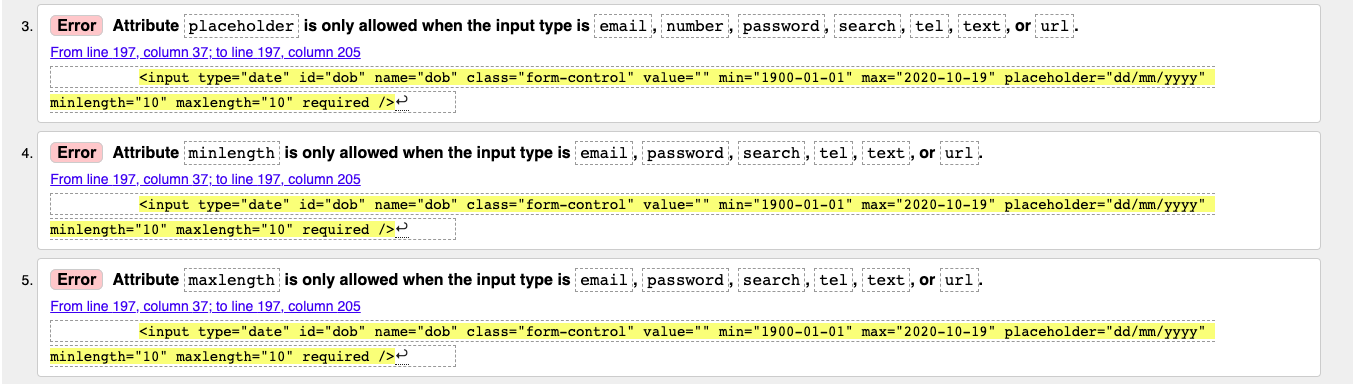 3. Error Attribute placeholder is only allowed when the input type is email, number, password, search, tel, text, or url.
From line 197, column 37; to line 197, column 205
<input type="date" id="dob" name="dob" class="form-control" value="" min="1900-01-01" max="2020-10-19" placeholder="dd/mm/yyyy"
minlength="10" maxlength="10" required />↩
4. Error Attribute minlength is only allowed when the input type is email, password, search, tel, text, or url.
From line 197, column 37; to line 197, column 205
<input type="date" id="dob" name="dob" class="form-control" value="" min="1900-01-01" max="2020-10-19" placeholder="dd/mm/yyyy"
minlength="10" maxlength="10" required />↩
5. Error Attribute maxlength is only allowed when the input type is email, password, search, tel, text, or url.
From line 197, column 37; to line 197, column 205
<input type="date" id="dob" name="dob" class="form-control" value="" min="1900-01-01" max="2020-10-19" placeholder="dd/mm/yyyy"
minlength="10" maxlength="10" required />↩